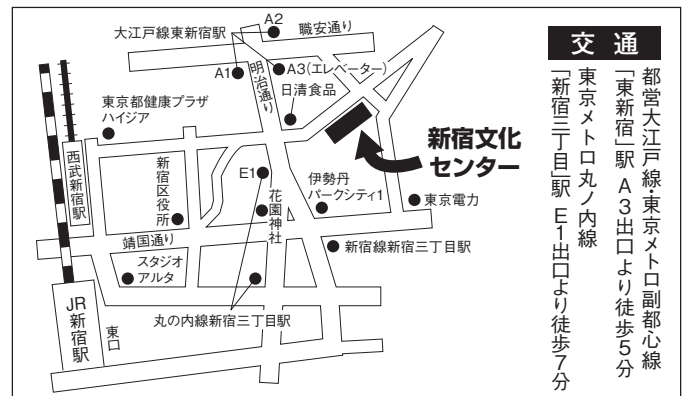 A2
大江戸線東新宿駅
職安通り
A1
A3(エレベーター)
明治通り
日清食品
東京都健康プラザ
ハイジア
西武新宿駅
新宿区役所
E1
花園神社
伊勢丹
パークシティ1
新宿文化
センター
東京電力
靖国通り
新宿線新宿三丁目駅
スタジオ
アルタ
丸の内線新宿三丁目駅
JR
新宿駅
東口
交通
都営大江戸線・東京メトロ副都心線
「東新宿」駅 A3出口より徒歩5分
東京メトロ丸ノ内線
「新宿三丁目」駅 E1出口より徒歩7分